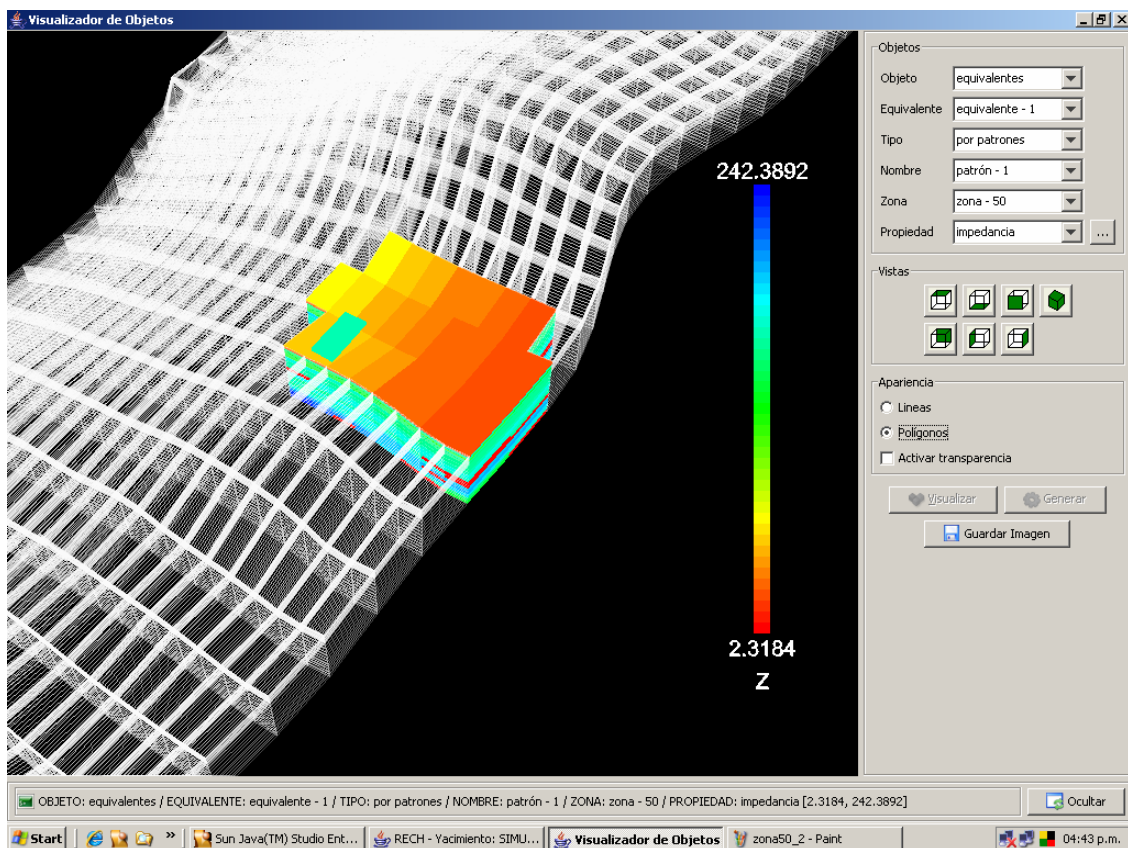 Visualizador de Objetos
242.3892
2.3184
Z
Objetos
Objeto equivalentes
Equivalente equivalente - 1
Tipo por patrones
Nombre patrón - 1
Zona zona - 50
Propiedad impedancia ...
Vistas
Apariencia
Líneas
Polígonos
Activar transparencia
Visualizar Generar
Guardar Imagen
OBJETO: equivalentes / EQUIVALENTE: equivalente - 1 / TIPO: por patrones / NOMBRE: patrón - 1 / ZONA: zona - 50 / PROPIEDAD: impedancia [2.3184, 242.3892]
Ocultar
Start » Sun Java(TM) Studio Ent... RECH - Yacimiento: SIMU... Visualizador de Objetos zona50_2 - Paint 04:43 p.m.